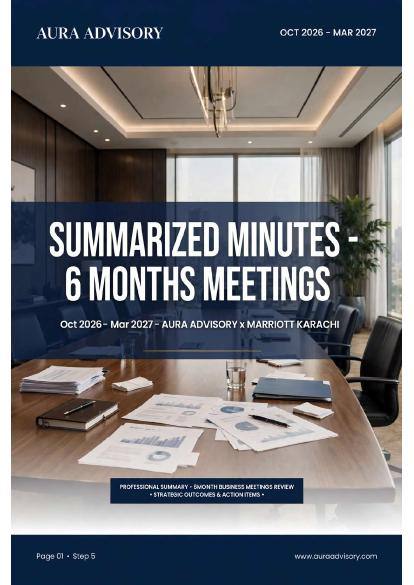 AURA ADVISORY
OCT 2026 - MAR 2027
SUMMARIZED MINUTES -
6 MONTHS MEETINGS
Oct 2026 - Mar 2027 - AURA ADVISORY x MARRIOTT KARACHI
PROFESSIONAL SUMMARY • 6MONTH BUSINESS MEETINGS REVIEW
• STRATEGIC OUTCOMES & ACTION ITEMS •
Page 01 • Step 5
www.auraadvisory.com